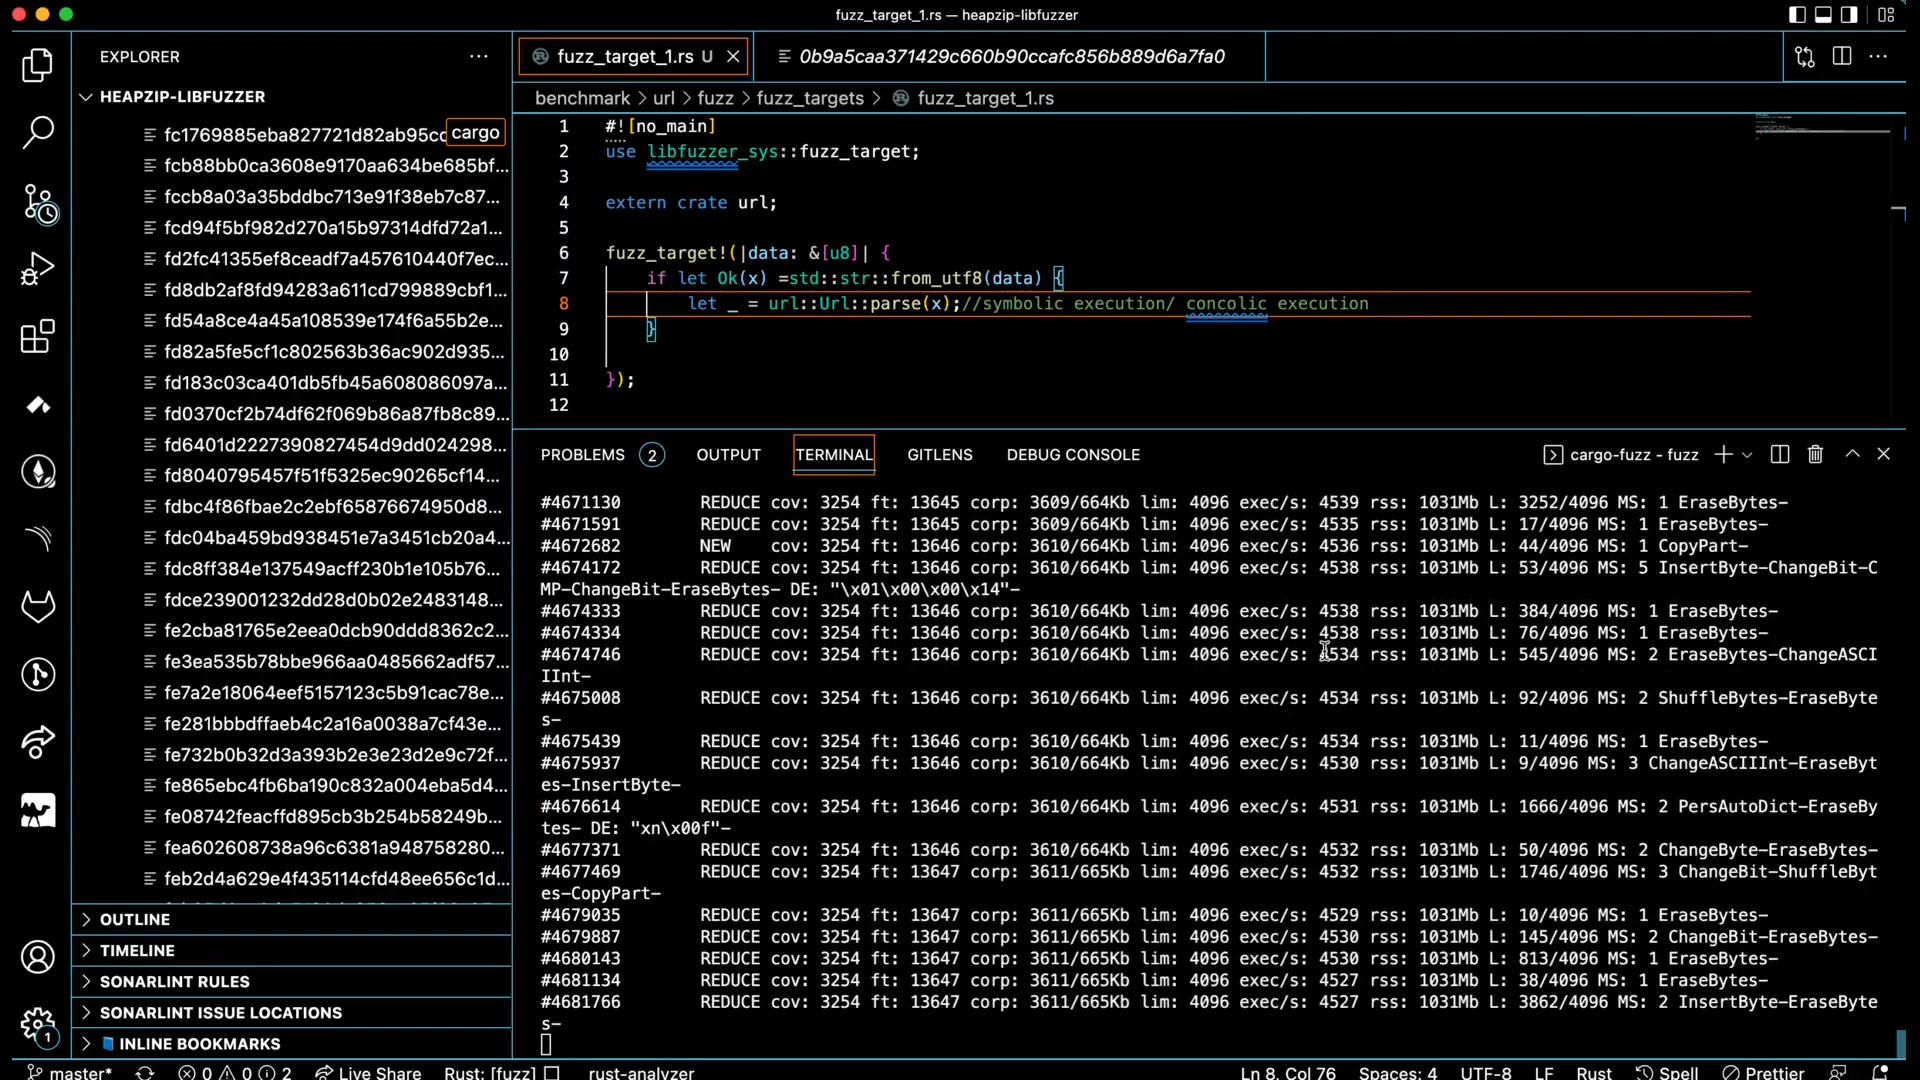 fuzz_target_1.rs — heapzip-libfuzzer
EXPLORER
HEAPZIP-LIBFUZZER
fc1769885eba827721d82ab95cc
cargo
fcb88bb0ca3608e9170aa634be685bf...
fccb8a03a35bddbc713e91f38eb7c87...
fcd94f5bf982d270a15b97314dfd72a1...
fd2fc41355ef8ceadf7a457610440f7ec...
fd8db2af8fd94283a611cd799889cbf1...
fd54a8ce4a45a108539e174f6a55b2e...
fd82a5fe5cf1c802563b36ac902d935...
fd183c03ca401db5fb45a608086097a...
fd0370cf2b74df62f069b86a87fb8c89...
fd6401d2227390827454d9dd024298...
fd8040795457f51f5325ec90265cf14...
fdbc4f86fbae2c2ebf65876674950d8...
fdc04ba459bd938451e7a3451cb20a4...
fdc8ff384e137549acff230b1e105b76...
fdce239001232dd28d0b02e2483148...
fe2cba81765e2eea0dcb90ddd8362c2...
fe3ea535b78bbe966aa0485662adf57...
fe7a2e18064eef5157123c5b91cac78e...
fe281bbbdffaeb4c2a16a0038a7cf43e...
fe732b0b32d3a393b2e3e23d2e9c72f...
fe865ebc4fb6ba190c832a004eba5d4...
fe08742feacffd895cb3b254b58249b...
fea602608738a96c6381a948758280...
feb2d4a629e4f435114cfd48ee656c1d...
OUTLINE
TIMELINE
SONARLINT RULES
SONARLINT ISSUE LOCATIONS
INLINE BOOKMARKS
1
fuzz_target_1.rs U
0b9a5caa371429c660b90ccafc856b889d6a7fa0
benchmark > url > fuzz > fuzz_targets > fuzz_target_1.rs
1 #![no_main]
2 use libfuzzer_sys::fuzz_target;
3
4 extern crate url;
5
6 fuzz_target!(|data: &[u8]| {
7 if let Ok(x) =std::str::from_utf8(data) {
8 let _ = url::Url::parse(x);//symbolic execution/ concolic execution
9 }
10
11 });
12
PROBLEMS 2 OUTPUT TERMINAL GITLENS DEBUG CONSOLE cargo-fuzz - fuzz
#4671130 REDUCE cov: 3254 ft: 13645 corp: 3609/664Kb lim: 4096 exec/s: 4539 rss: 1031Mb L: 3252/4096 MS: 1 EraseBytes-
#4671591 REDUCE cov: 3254 ft: 13645 corp: 3609/664Kb lim: 4096 exec/s: 4535 rss: 1031Mb L: 17/4096 MS: 1 EraseBytes-
#4672682 NEW cov: 3254 ft: 13646 corp: 3610/664Kb lim: 4096 exec/s: 4536 rss: 1031Mb L: 44/4096 MS: 1 CopyPart-
#4674172 REDUCE cov: 3254 ft: 13646 corp: 3610/664Kb lim: 4096 exec/s: 4538 rss: 1031Mb L: 53/4096 MS: 5 InsertByte-ChangeBit-C
MP-ChangeBit-EraseBytes- DE: "\x01\x00\x00\x14"-
#4674333 REDUCE cov: 3254 ft: 13646 corp: 3610/664Kb lim: 4096 exec/s: 4538 rss: 1031Mb L: 384/4096 MS: 1 EraseBytes-
#4674334 REDUCE cov: 3254 ft: 13646 corp: 3610/664Kb lim: 4096 exec/s: 4538 rss: 1031Mb L: 76/4096 MS: 1 EraseBytes-
#4674746 REDUCE cov: 3254 ft: 13646 corp: 3610/664Kb lim: 4096 exec/s: 4534 rss: 1031Mb L: 545/4096 MS: 2 EraseBytes-ChangeASCI
IInt-
#4675008 REDUCE cov: 3254 ft: 13646 corp: 3610/664Kb lim: 4096 exec/s: 4534 rss: 1031Mb L: 92/4096 MS: 2 ShuffleBytes-EraseByte
s-
#4675439 REDUCE cov: 3254 ft: 13646 corp: 3610/664Kb lim: 4096 exec/s: 4534 rss: 1031Mb L: 11/4096 MS: 1 EraseBytes-
#4675937 REDUCE cov: 3254 ft: 13646 corp: 3610/664Kb lim: 4096 exec/s: 4530 rss: 1031Mb L: 9/4096 MS: 3 ChangeASCIIInt-EraseByt
es-InsertByte-
#4676614 REDUCE cov: 3254 ft: 13646 corp: 3610/664Kb lim: 4096 exec/s: 4531 rss: 1031Mb L: 1666/4096 MS: 2 PersAutoDict-EraseBy
tes- DE: "xn\x00f"-
#4677371 REDUCE cov: 3254 ft: 13646 corp: 3610/664Kb lim: 4096 exec/s: 4532 rss: 1031Mb L: 50/4096 MS: 2 ChangeByte-EraseBytes-
#4677469 REDUCE cov: 3254 ft: 13647 corp: 3611/665Kb lim: 4096 exec/s: 4532 rss: 1031Mb L: 1746/4096 MS: 3 ChangeBit-ShuffleByt
es-CopyPart-
#4679035 REDUCE cov: 3254 ft: 13647 corp: 3611/665Kb lim: 4096 exec/s: 4529 rss: 1031Mb L: 10/4096 MS: 1 EraseBytes-
#4679887 REDUCE cov: 3254 ft: 13647 corp: 3611/665Kb lim: 4096 exec/s: 4530 rss: 1031Mb L: 145/4096 MS: 2 ChangeBit-EraseBytes-
#4680143 REDUCE cov: 3254 ft: 13647 corp: 3611/665Kb lim: 4096 exec/s: 4530 rss: 1031Mb L: 813/4096 MS: 1 EraseBytes-
#4681134 REDUCE cov: 3254 ft: 13647 corp: 3611/665Kb lim: 4096 exec/s: 4527 rss: 1031Mb L: 38/4096 MS: 1 EraseBytes-
#4681766 REDUCE cov: 3254 ft: 13647 corp: 3611/665Kb lim: 4096 exec/s: 4527 rss: 1031Mb L: 3862/4096 MS: 2 InsertByte-EraseByte
s-
master* 0 0 2 Live Share Rust: [fuzz] rust-analyzer Ln 8, Col 76 Spaces: 4 UTF-8 LF Rust Spell Prettier